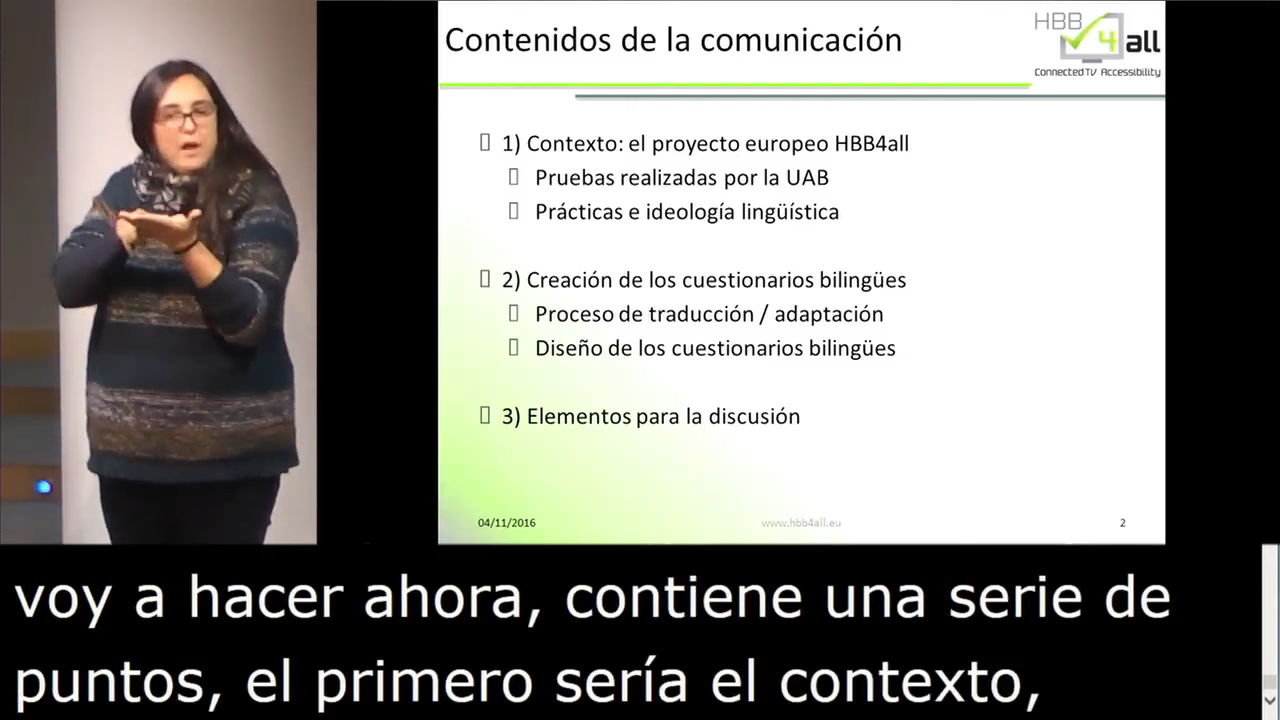 Contenidos de la comunicación
HBB
4all
Connected TV Accessibility
1) Contexto: el proyecto europeo HBB4all
Pruebas realizadas por la UAB
Prácticas e ideología lingüística
2) Creación de los cuestionarios bilingües
Proceso de traducción / adaptación
Diseño de los cuestionarios bilingües
3) Elementos para la discusión
04/11/2016
www.hbb4all.eu
2
voy a hacer ahora, contiene una serie de
puntos, el primero sería el contexto,